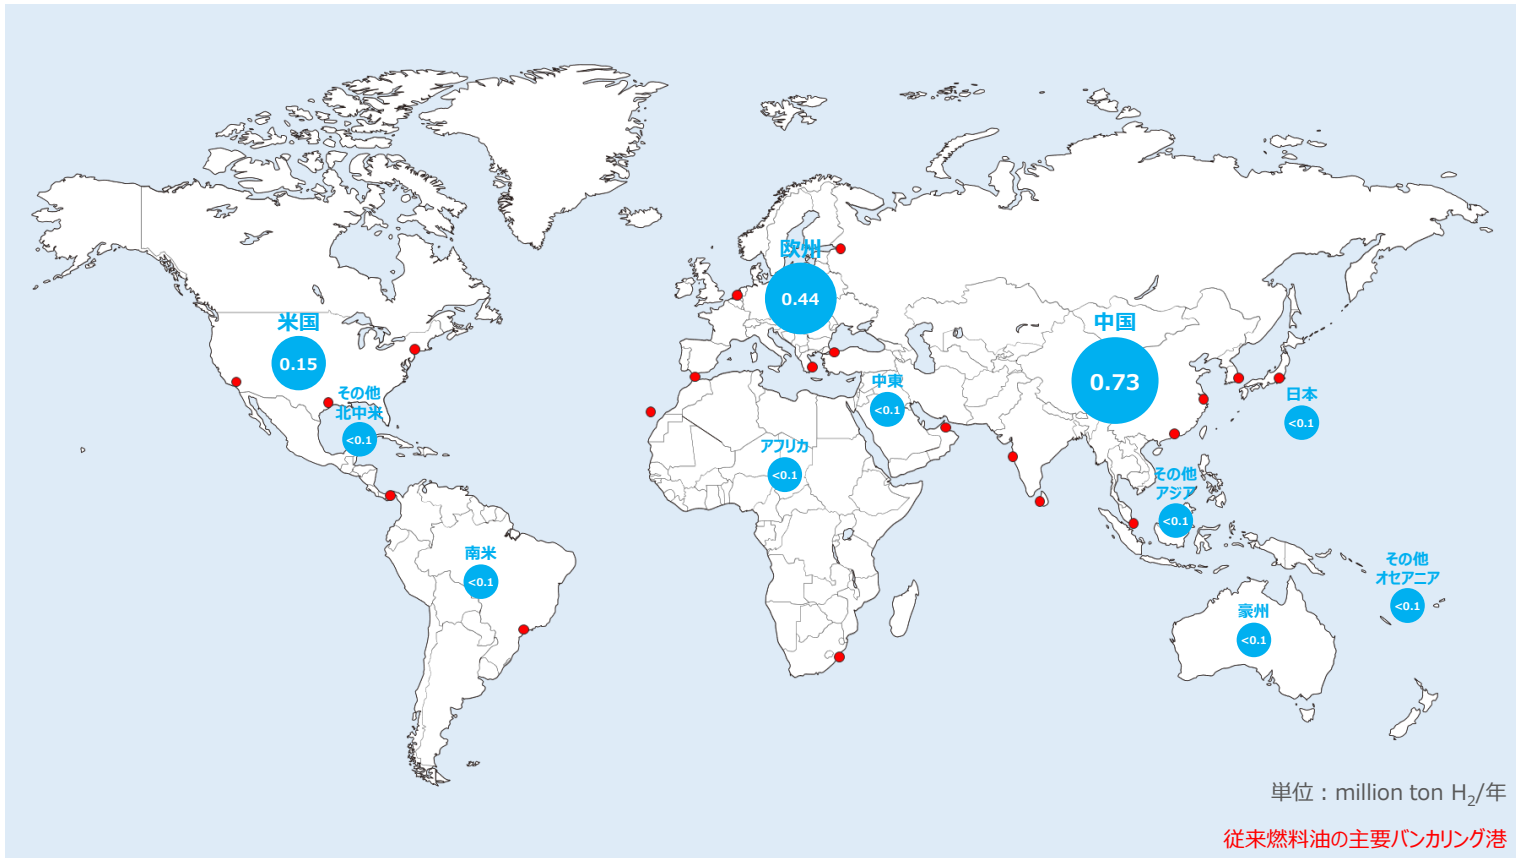 欧州
0.44
米国
0.15
中国
0.73
その他
北中米
<0.1
中東
<0.1
日本
<0.1
アフリカ
<0.1
その他
アジア
<0.1
南米
<0.1
その他
オセアニア
<0.1
豪州
<0.1
単位：million ton H₂/年
従来燃料油の主要バンカリング港